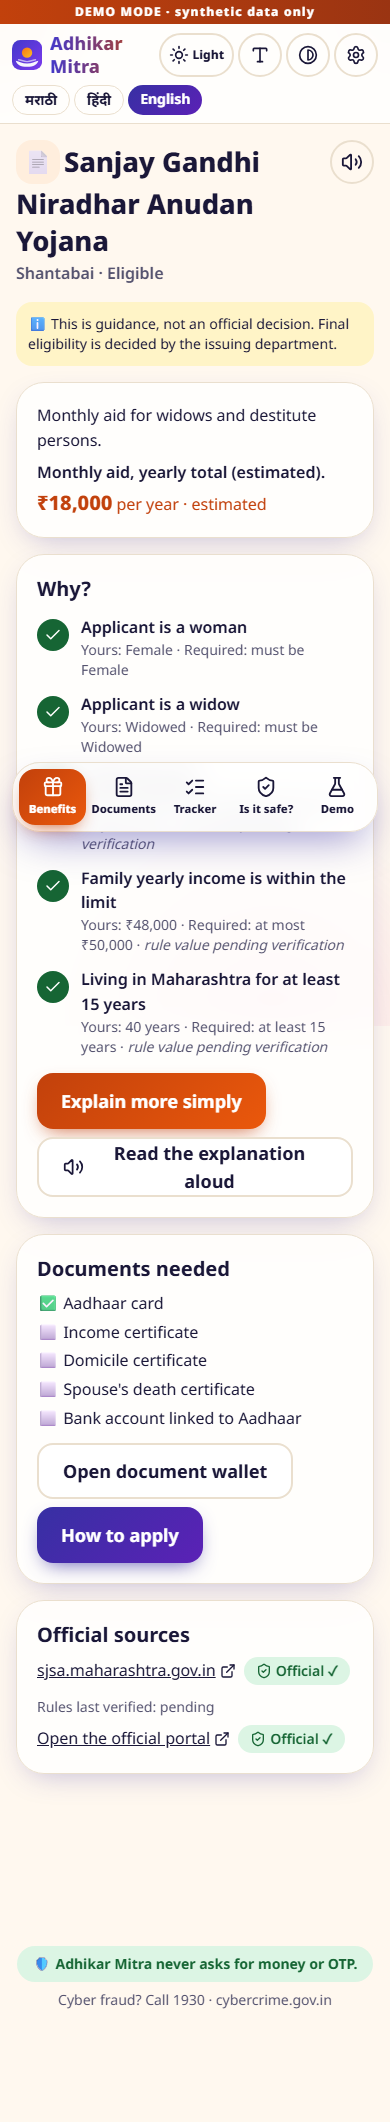 DEMO MODE · synthetic data only
Adhikar
Mitra
Light
मराठी
हिंदी
English
Sanjay Gandhi
Niradhar Anudan
Yojana
Shantabai · Eligible
This is guidance, not an official decision. Final
eligibility is decided by the issuing department.
Monthly aid for widows and destitute
persons.
Monthly aid, yearly total (estimated).
₹18,000 per year · estimated
Why?
Applicant is a woman
Yours: Female · Required: must be
Female
Applicant is a widow
Yours: Widowed · Required: must be
Widowed
Benefits
Documents
Tracker
Is it safe?
Demo
verification
Family yearly income is within the
limit
Yours: ₹48,000 · Required: at most
₹50,000 · rule value pending verification
Living in Maharashtra for at least
15 years
Yours: 40 years · Required: at least 15
years · rule value pending verification
Explain more simply
Read the explanation
aloud
Documents needed
Aadhaar card
Income certificate
Domicile certificate
Spouse's death certificate
Bank account linked to Aadhaar
Open document wallet
How to apply
Official sources
sjsa.maharashtra.gov.in Official ✓
Rules last verified: pending
Open the official portal Official ✓
Adhikar Mitra never asks for money or OTP.
Cyber fraud? Call 1930 · cybercrime.gov.in